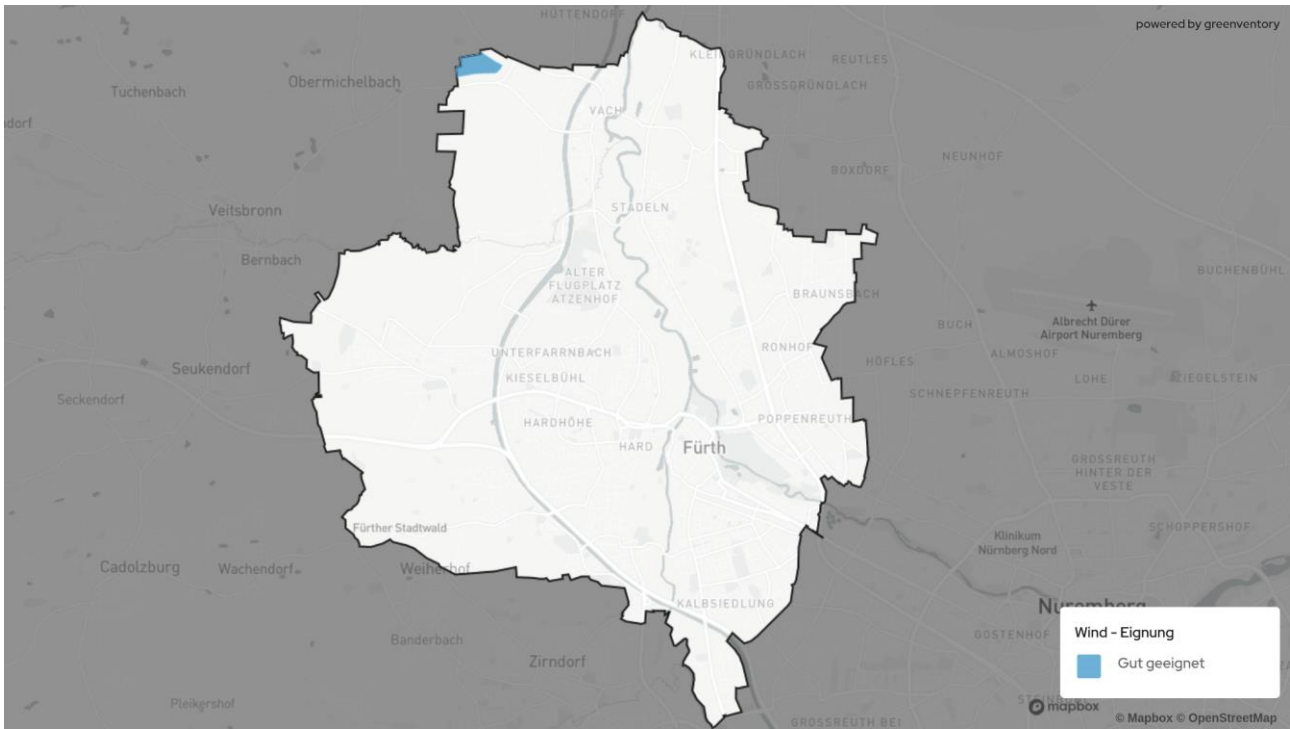 HÜTTENDORF
powered by greenventory
KLEINGRÜNDLACH
REUTLES
Obermichelbach
GROSSGRÜNDLACH
Tuchenbach
VACH
NEUNHOF
BOXDORF
STADELN
Veitsbronn
Bernbach
BUCHENBÜHL
ALTER
FLUGPLATZ
ATZENHOF
BRAUNSBACH
Albrecht Dürer
Airport Nuremberg
BUCH
RONHOF
ALMOSHOF
UNTERFARRNBACH
HÖFLES
Seukendorf
KIESELBÜHL
LOHE
ZIEGELSTEIN
SCHNEPFENREUTH
Seckendorf
HARDHÖHE
POPPENREUTH
HARD
Fürth
GROSSREUTH
HINTER DER
VESTE
Fürther Stadtwald
SCHOPPERSHOF
Klinikum
Nürnberg Nord
Cadolzburg
Wachendorf
Weiherhof
KALBSIEDLUNG
Nuremberg
GOSTENHOF
Banderbach
Wind - Eignung
Zirndorf
Gut geeignet
Pleikershof
mapbox
GROSSREUTH BEI
© Mapbox © OpenStreetMap